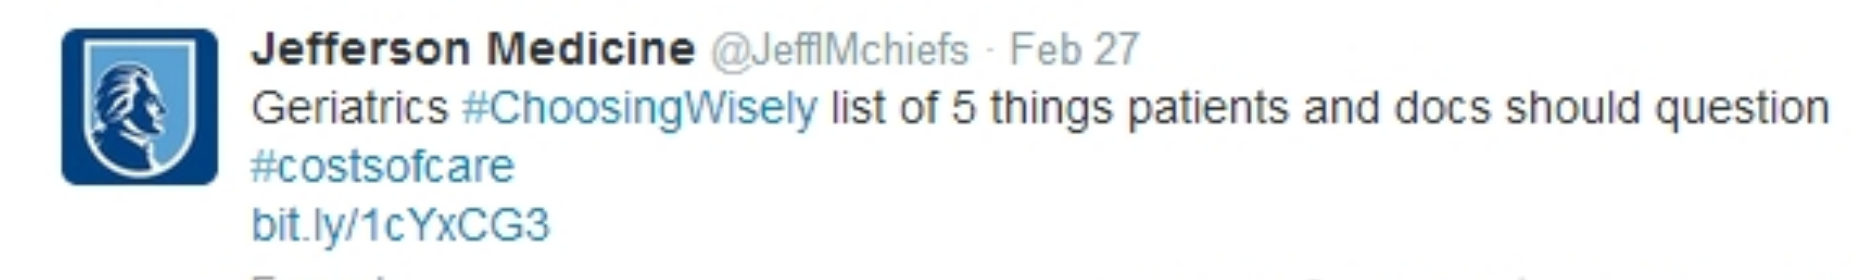 Jefferson Medicine @JeffIMchiefs · Feb 27
Geriatrics #ChoosingWisely list of 5 things patients and docs should question
#costsofcare
bit.ly/1cYxCG3